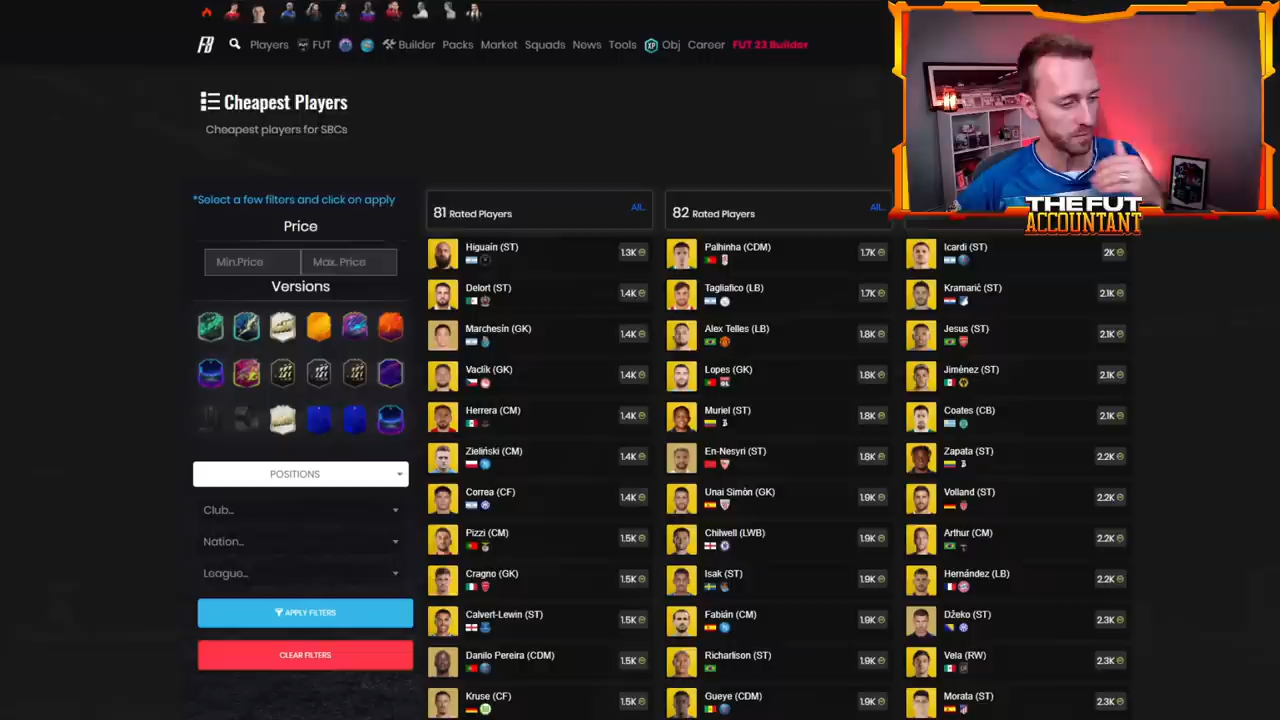 F8 Players FUT Builder Packs Market Squads News Tools XP Obj Career FUT 23 Builder
Cheapest Players
Cheapest players for SBCs
*Select a few filters and click on apply
Price
Min.Price Max. Price
Versions
POSITIONS
Club...
Nation...
League...
APPLY FILTERS
CLEAR FILTERS
81 Rated Players All..
Higuaín (ST) 1.3K
Delort (ST) 1.4K
Marchesín (GK) 1.4K
Vaclík (GK) 1.4K
Herrera (CM) 1.4K
Zieliński (CM) 1.4K
Correa (CF) 1.4K
Pizzi (CM) 1.5K
Cragno (GK) 1.5K
Calvert-Lewin (ST) 1.5K
Danilo Pereira (CDM) 1.5K
Kruse (CF) 1.5K
82 Rated Players All..
Palhinha (CDM) 1.7K
Tagliafico (LB) 1.7K
Alex Telles (LB) 1.8K
Lopes (GK) 1.8K
Muriel (ST) 1.8K
En-Nesyri (ST) 1.8K
Unai Simón (GK) 1.9K
Chilwell (LWB) 1.9K
Isak (ST) 1.9K
Fabián (CM) 1.9K
Richarlison (ST) 1.9K
Gueye (CDM) 1.9K
Icardi (ST) 2K
Kramarić (ST) 2.1K
Jesus (ST) 2.1K
Jiménez (ST) 2.1K
Coates (CB) 2.1K
Zapata (ST) 2.2K
Volland (ST) 2.2K
Arthur (CM) 2.2K
Hernández (LB) 2.2K
Džeko (ST) 2.3K
Vela (RW) 2.3K
Morata (ST) 2.3K
THE FUT
ACCOUNTANT